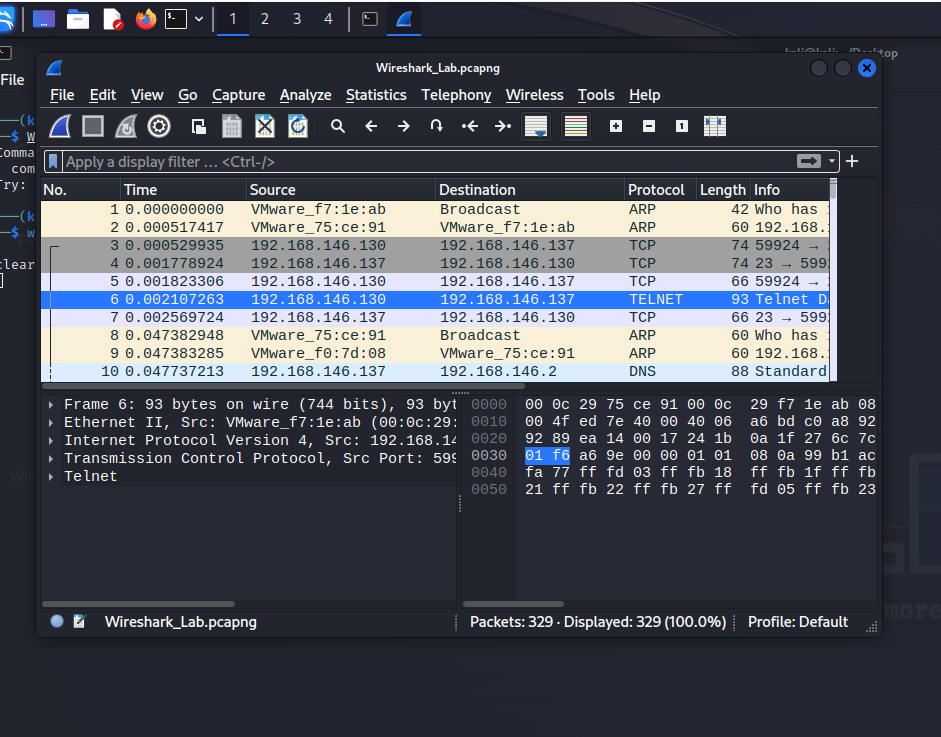 1 2 3 4
Wireshark_Lab.pcapng
File Edit View Go Capture Analyze Statistics Telephony Wireless Tools Help
Apply a display filter … <Ctrl-/>
No. Time Source Destination Protocol Length Info
1 0.000000000 VMware_f7:1e:ab Broadcast ARP 42 Who has
2 0.000517417 VMware_75:ce:91 VMware_f7:1e:ab ARP 60 192.168.
3 0.000529935 192.168.146.130 192.168.146.137 TCP 74 59924 →
4 0.001778924 192.168.146.137 192.168.146.130 TCP 74 23 → 599
5 0.001823306 192.168.146.130 192.168.146.137 TCP 66 59924 →
6 0.002107263 192.168.146.130 192.168.146.137 TELNET 93 Telnet D
7 0.002569724 192.168.146.137 192.168.146.130 TCP 66 23 → 599
8 0.047382948 VMware_75:ce:91 Broadcast ARP 60 Who has
9 0.047383285 VMware_f0:7d:08 VMware_75:ce:91 ARP 60 192.168.
10 0.047737213 192.168.146.137 192.168.146.2 DNS 88 Standard
Frame 6: 93 bytes on wire (744 bits), 93 byt
Ethernet II, Src: VMware_f7:1e:ab (00:0c:29:
Internet Protocol Version 4, Src: 192.168.14
Transmission Control Protocol, Src Port: 599
Telnet
0000 00 0c 29 75 ce 91 00 0c 29 f7 1e ab 08
0010 00 4f ed 7e 40 00 40 06 a6 bd c0 a8 92
0020 92 89 ea 14 00 17 24 1b 0a 1f 27 6c 7c
0030 01 f6 a6 9e 00 00 01 01 08 0a 99 b1 ac
0040 fa 77 ff fd 03 ff fb 18 ff fb 1f ff fb
0050 21 ff fb 22 ff fb 27 ff fd 05 ff fb 23
Wireshark_Lab.pcapng Packets: 329 · Displayed: 329 (100.0%) Profile: Default
File
(k
$ W
Comma
com
Try:
(k
$ w
clear
more